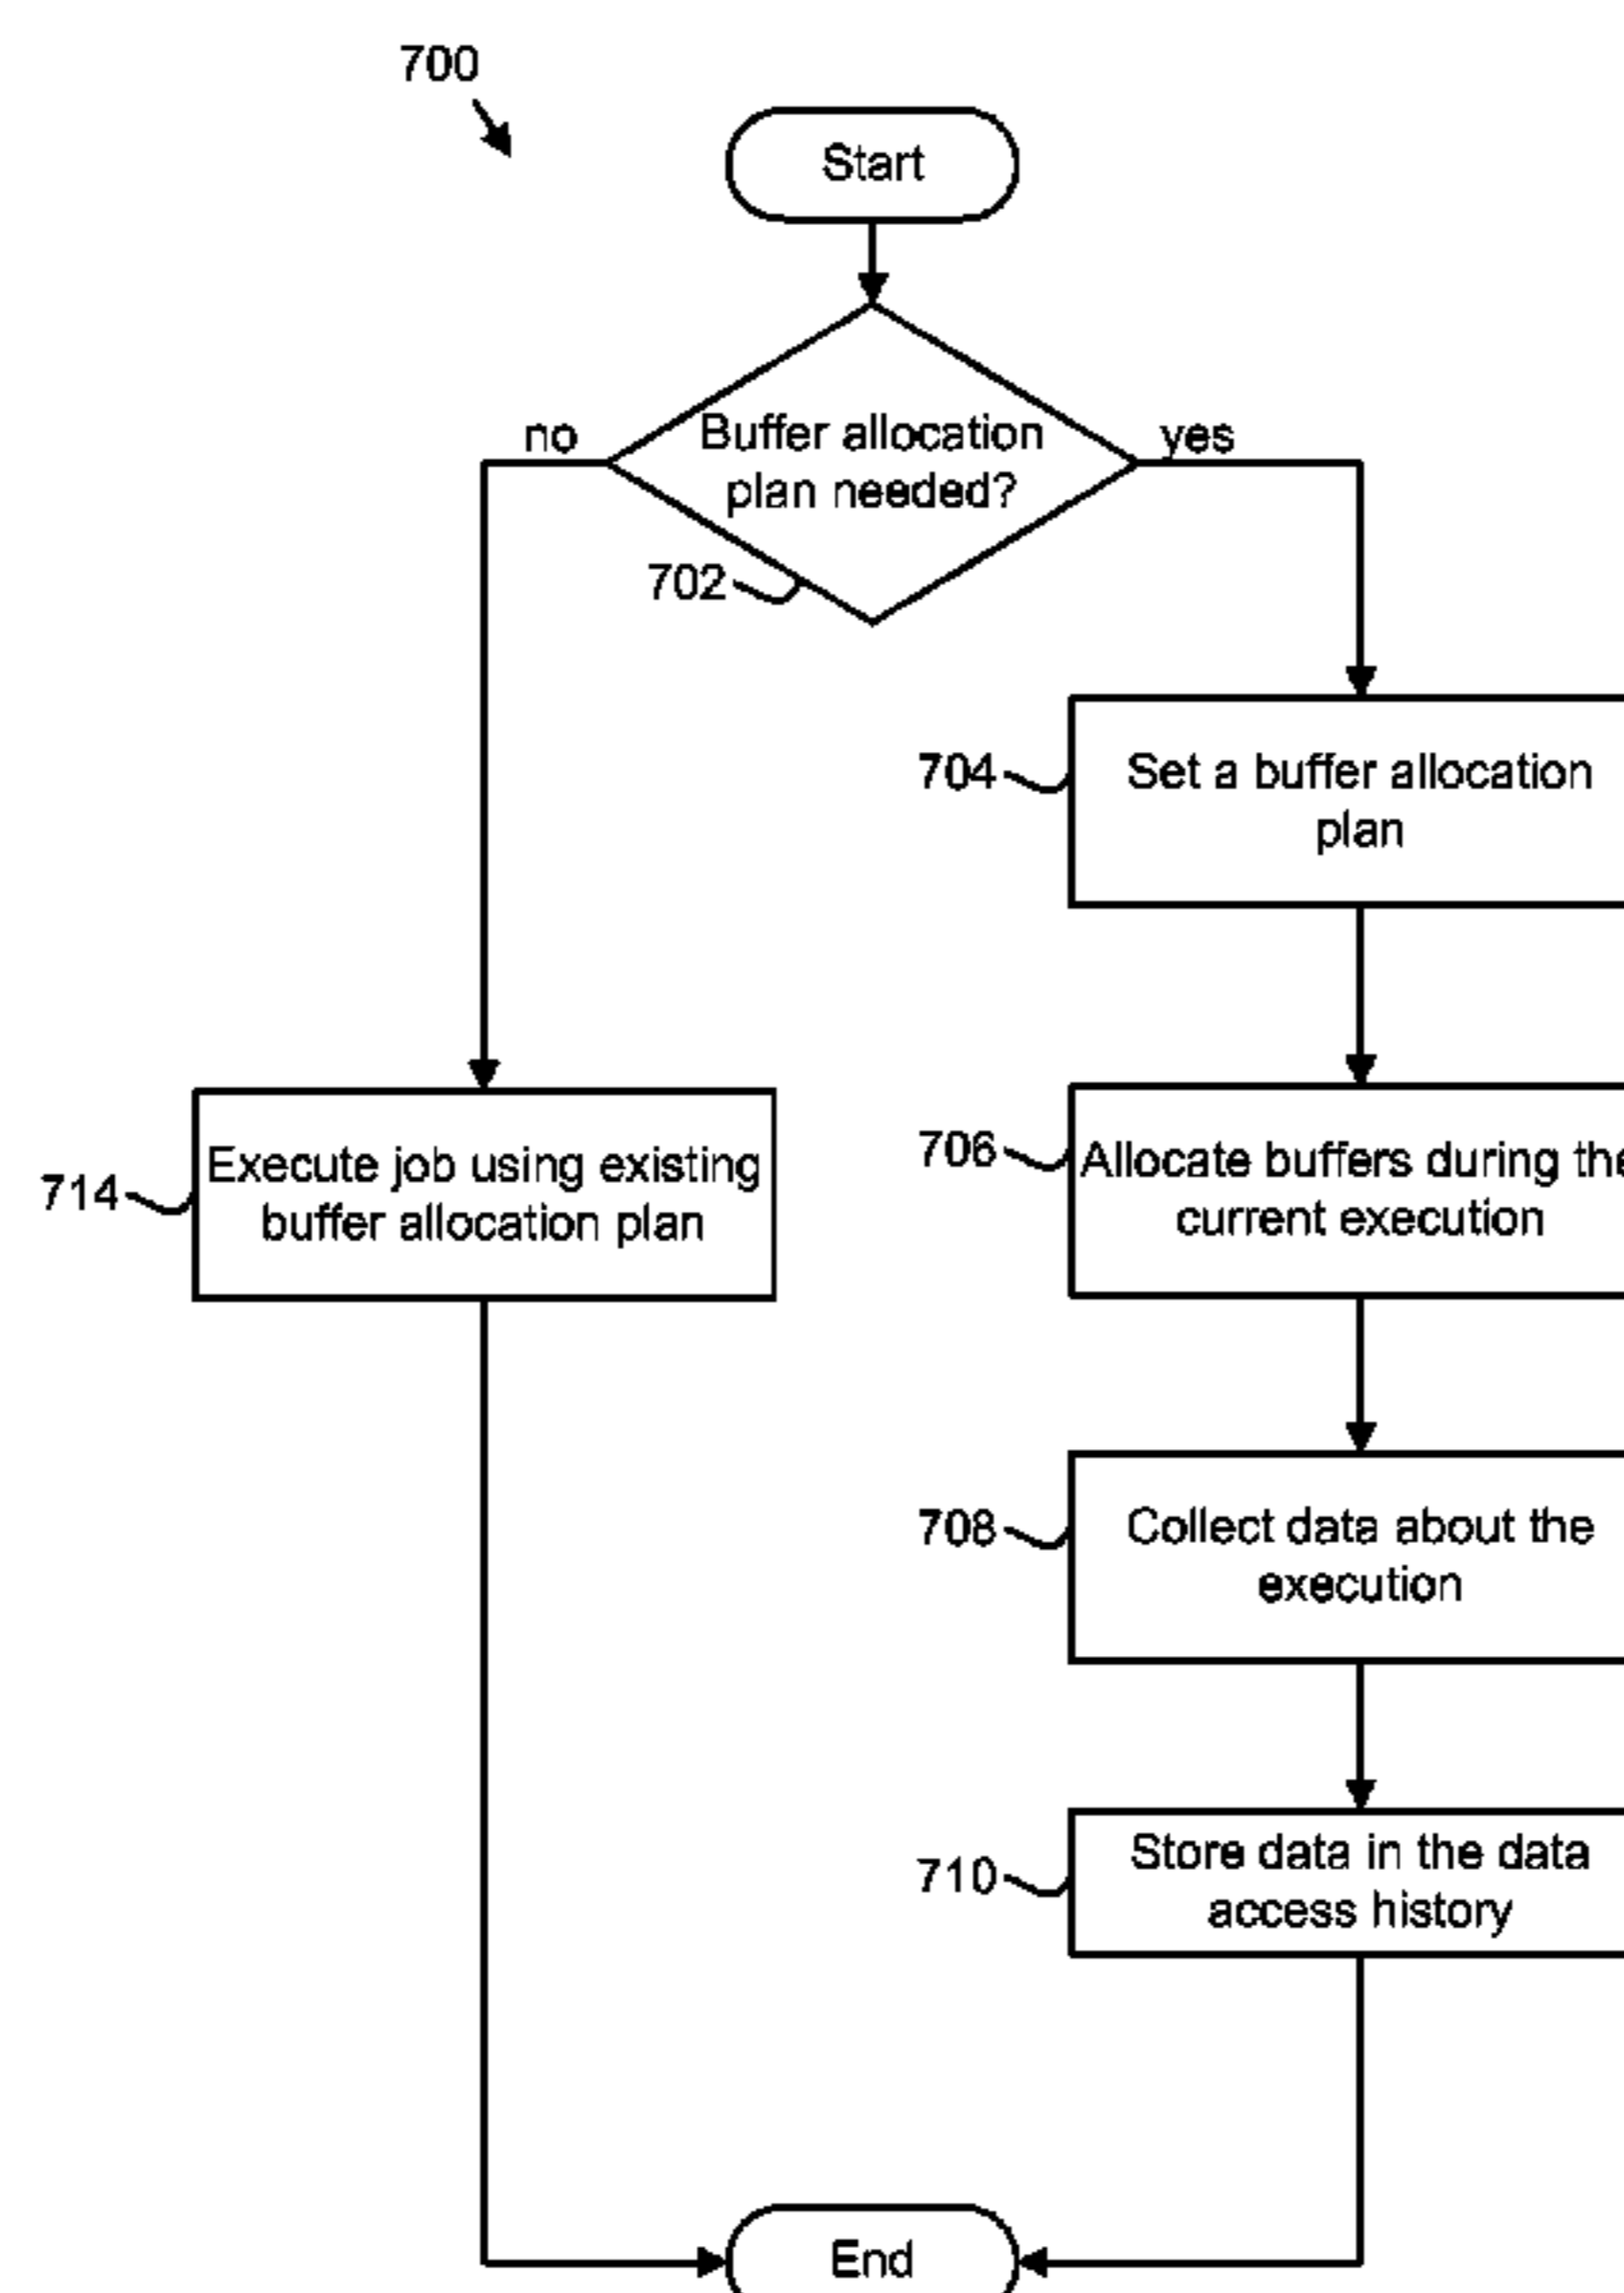 700
Start
no
Buffer allocation
plan needed?
yes
702
704
Set a buffer allocation
plan
706
Allocate buffers during the
current execution
714
Execute job using existing
buffer allocation plan
708
Collect data about the
execution
710
Store data in the data
access history
End